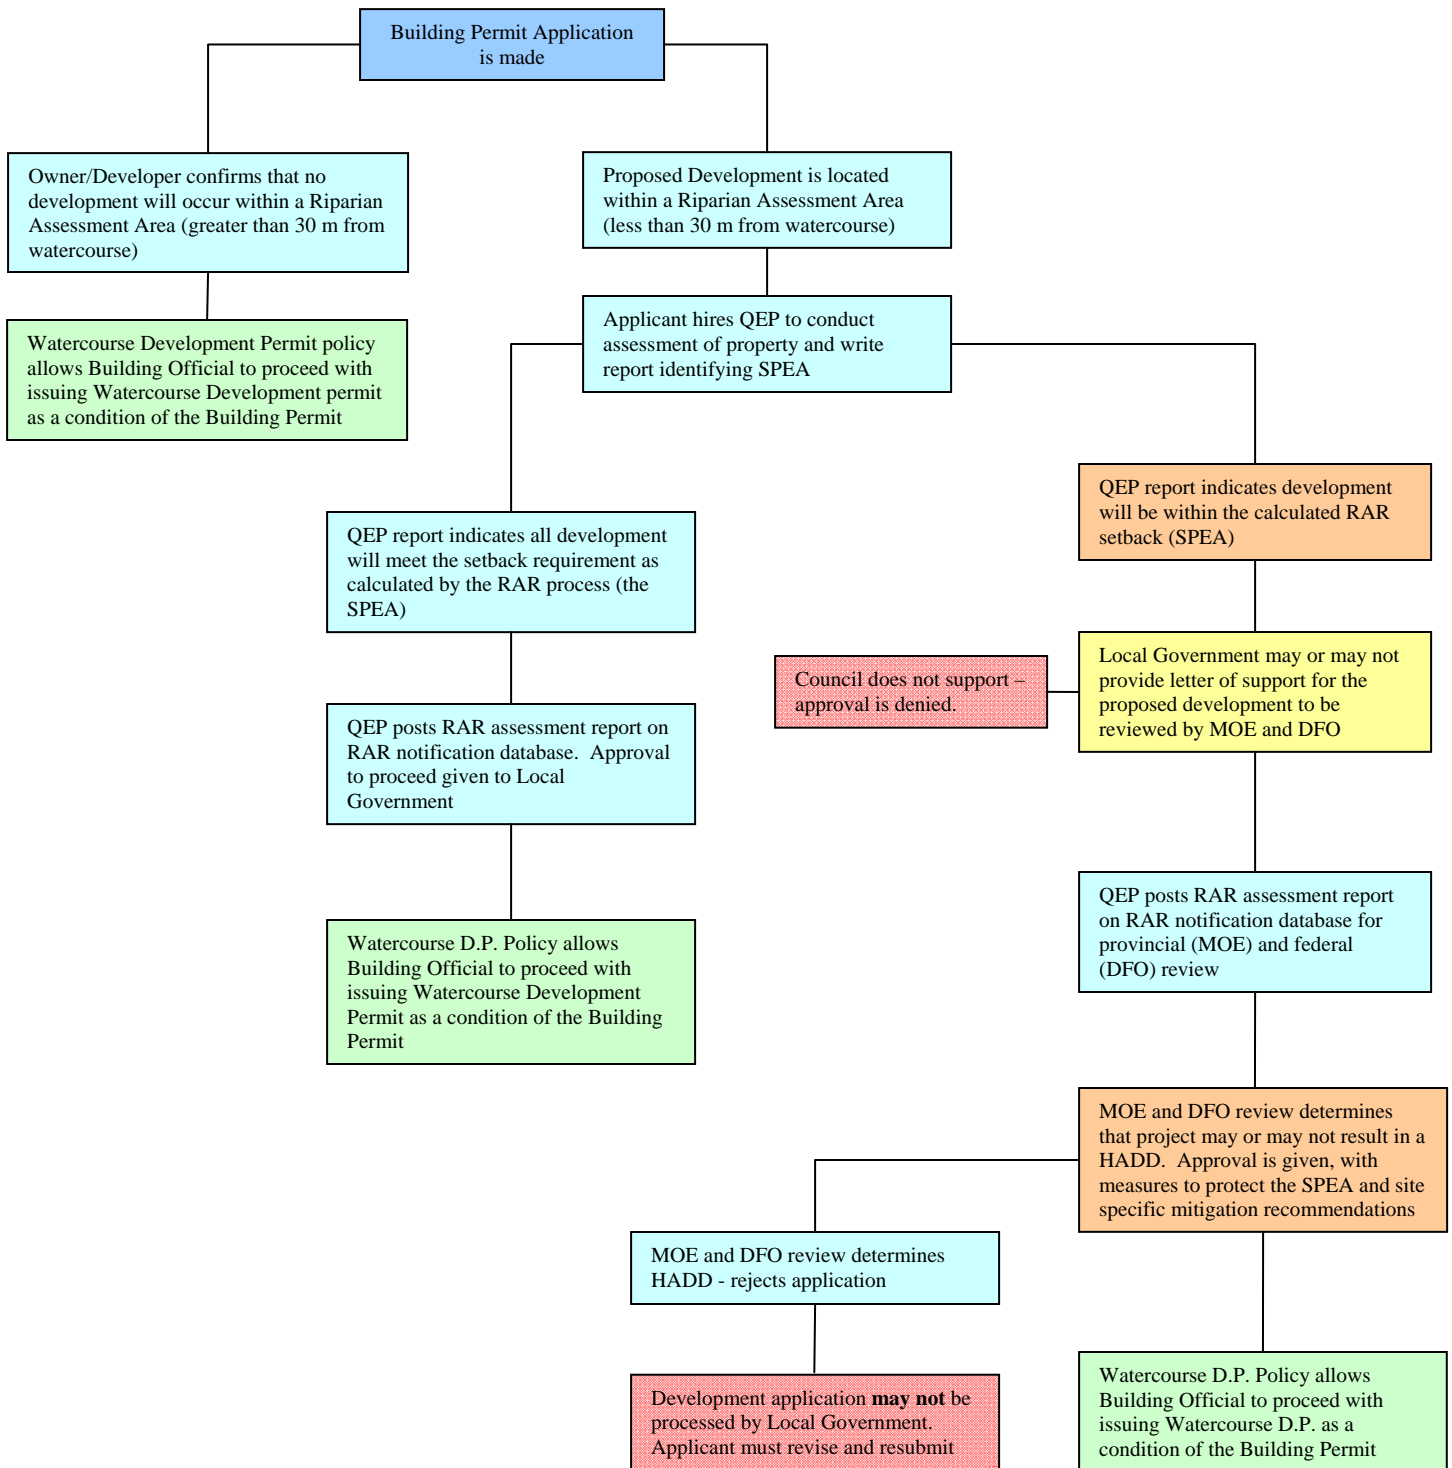 Building Permit Application
is made
Owner/Developer confirms that no
development will occur within a Riparian
Assessment Area (greater than 30 m from
watercourse)
Proposed Development is located
within a Riparian Assessment Area
(less than 30 m from watercourse)
Watercourse Development Permit policy
allows Building Official to proceed with
issuing Watercourse Development permit
as a condition of the Building Permit
Applicant hires QEP to conduct
assessment of property and write
report identifying SPEA
QEP report indicates all development
will meet the setback requirement as
calculated by the RAR process (the
SPEA)
QEP report indicates development
will be within the calculated RAR
setback (SPEA)
Council does not support –
approval is denied.
Local Government may or may not
provide letter of support for the
proposed development to be
reviewed by MOE and DFO
QEP posts RAR assessment report on
RAR notification database.  Approval
to proceed given to Local
Government
QEP posts RAR assessment report
on RAR notification database for
provincial (MOE) and federal
(DFO) review
Watercourse D.P. Policy allows
Building Official to proceed with
issuing Watercourse Development
Permit as a condition of the Building
Permit
MOE and DFO review determines
that project may or may not result in a
HADD.  Approval is given, with
measures to protect the SPEA and site
specific mitigation recommendations
MOE and DFO review determines
HADD - rejects application
Development application may not be
processed by Local Government.
Applicant must revise and resubmit
Watercourse D.P. Policy allows
Building Official to proceed with
issuing Watercourse D.P. as a
condition of the Building Permit